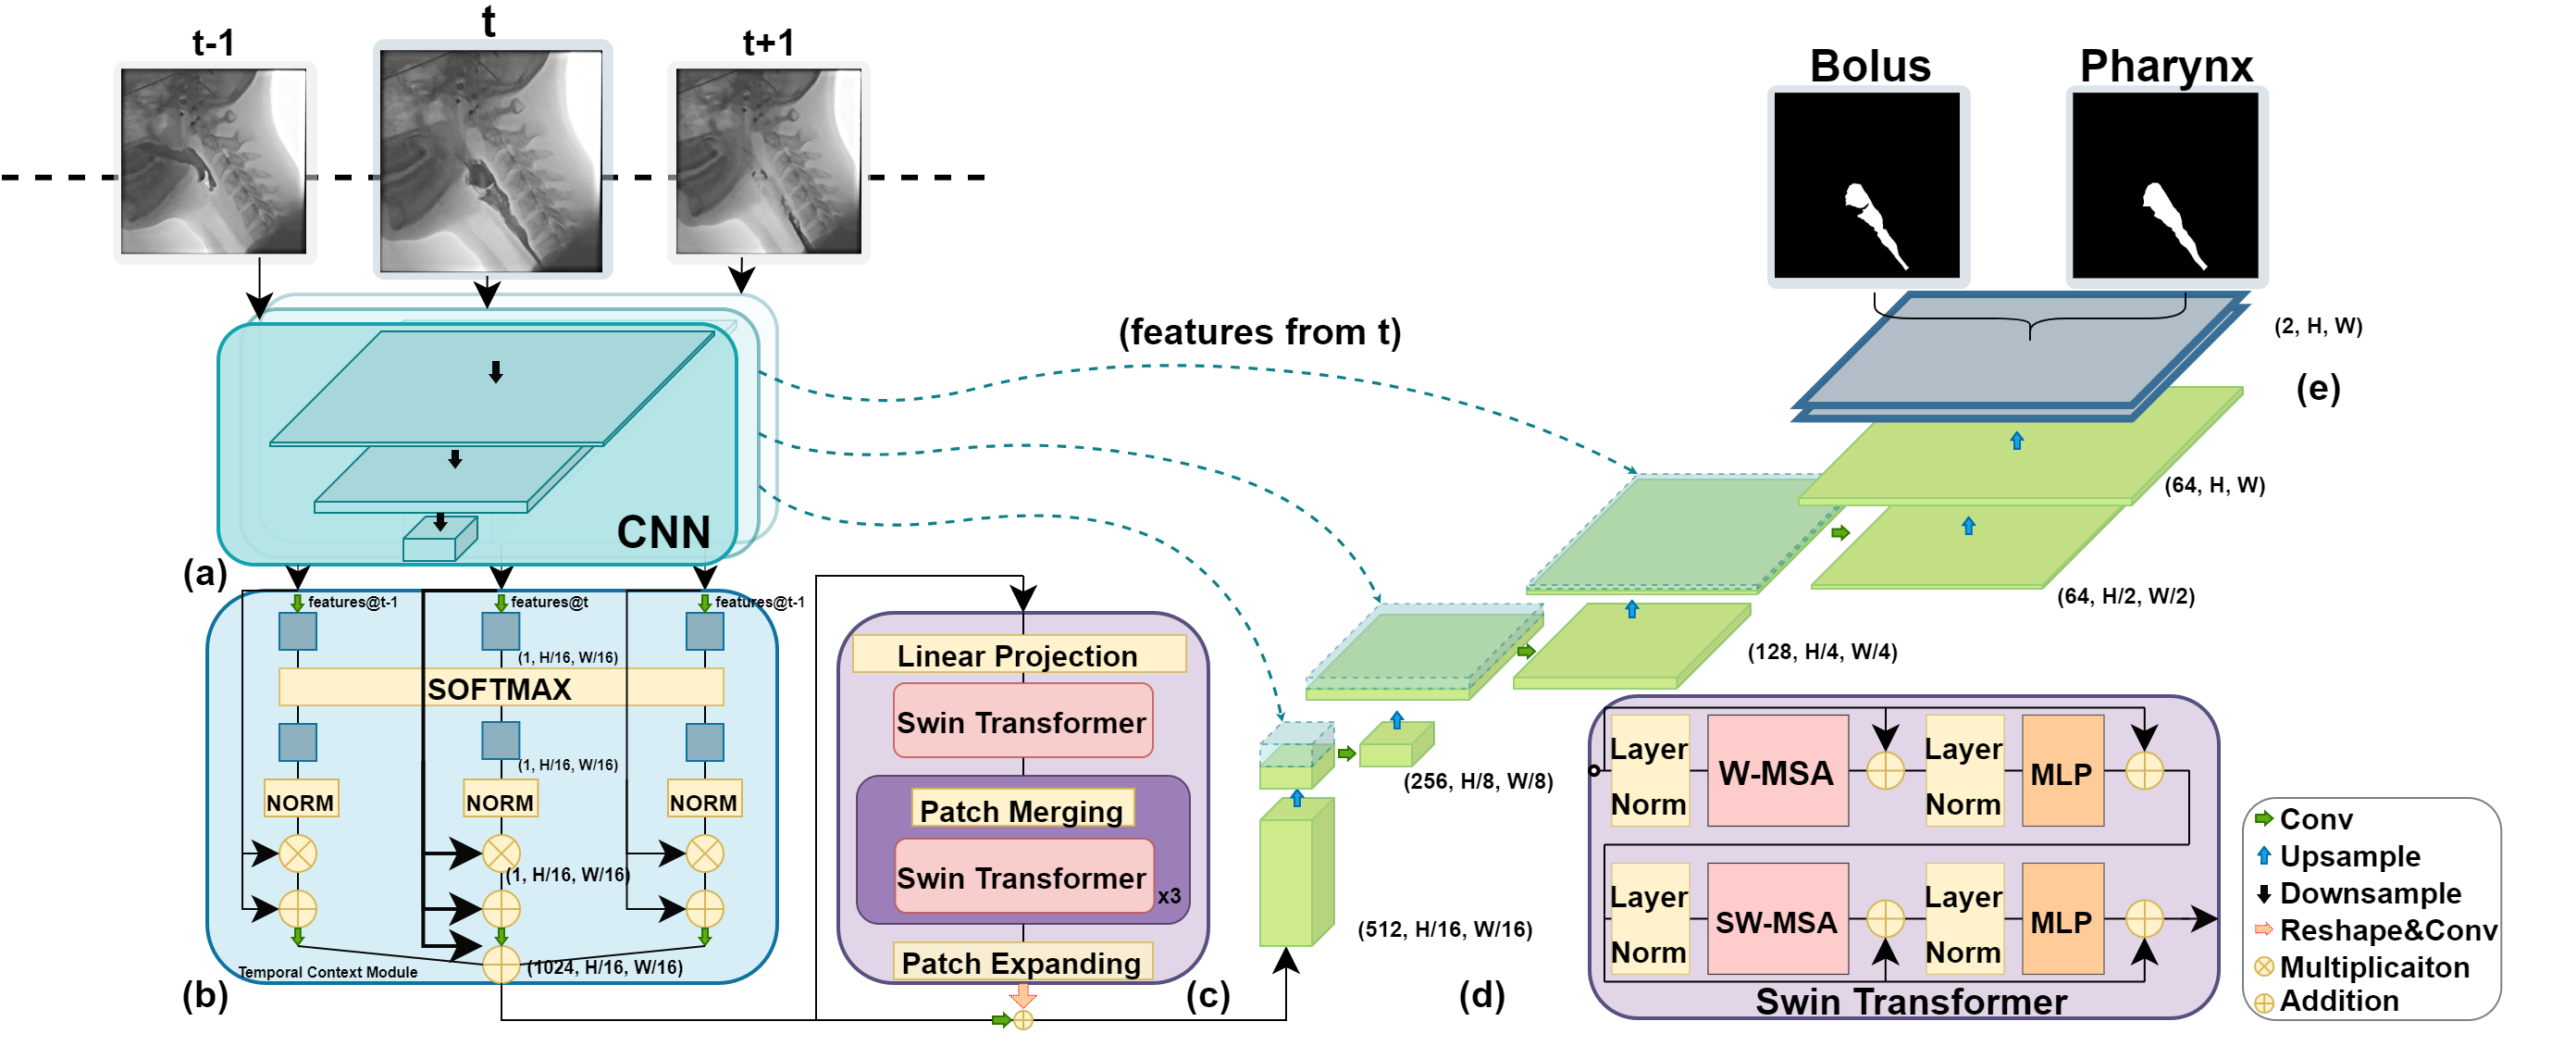 t-1
t
t+1
Bolus
Pharynx
(features from t)
(2, H, W)
(e)
(64, H, W)
(64, H/2, W/2)
(128, H/4, W/4)
(256, H/8, W/8)
(512, H/16, W/16)
CNN
(a)
features@t-1
features@t
features@t-1
(1, H/16, W/16)
SOFTMAX
(1, H/16, W/16)
NORM
NORM
NORM
(1, H/16, W/16)
(1024, H/16, W/16)
Temporal Context Module
(b)
Linear Projection
Swin Transformer
Patch Merging
Swin Transformer
x3
Patch Expanding
(c)
(d)
Layer
Norm
W-MSA
Layer
Norm
MLP
Layer
Norm
SW-MSA
Layer
Norm
MLP
Swin Transformer
Conv
Upsample
Downsample
Reshape&Conv
Multiplicaiton
Addition